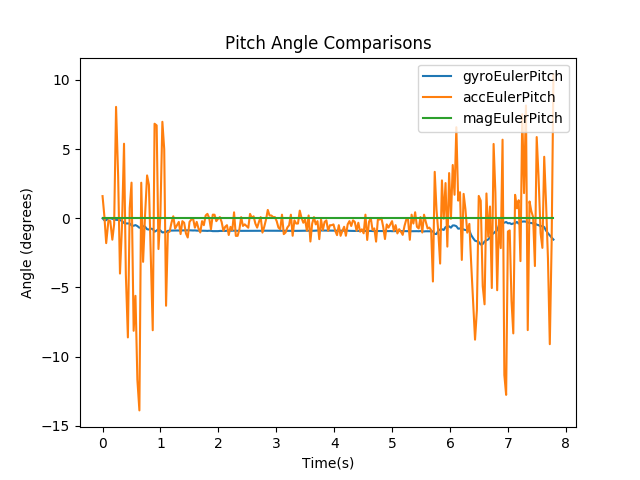 Pitch Angle Comparisons
gyroEulerPitch
accEulerPitch
magEulerPitch
Angle (degrees)
10
5
0
−5
−10
−15
0 1 2 3 4 5 6 7 8
Time(s)